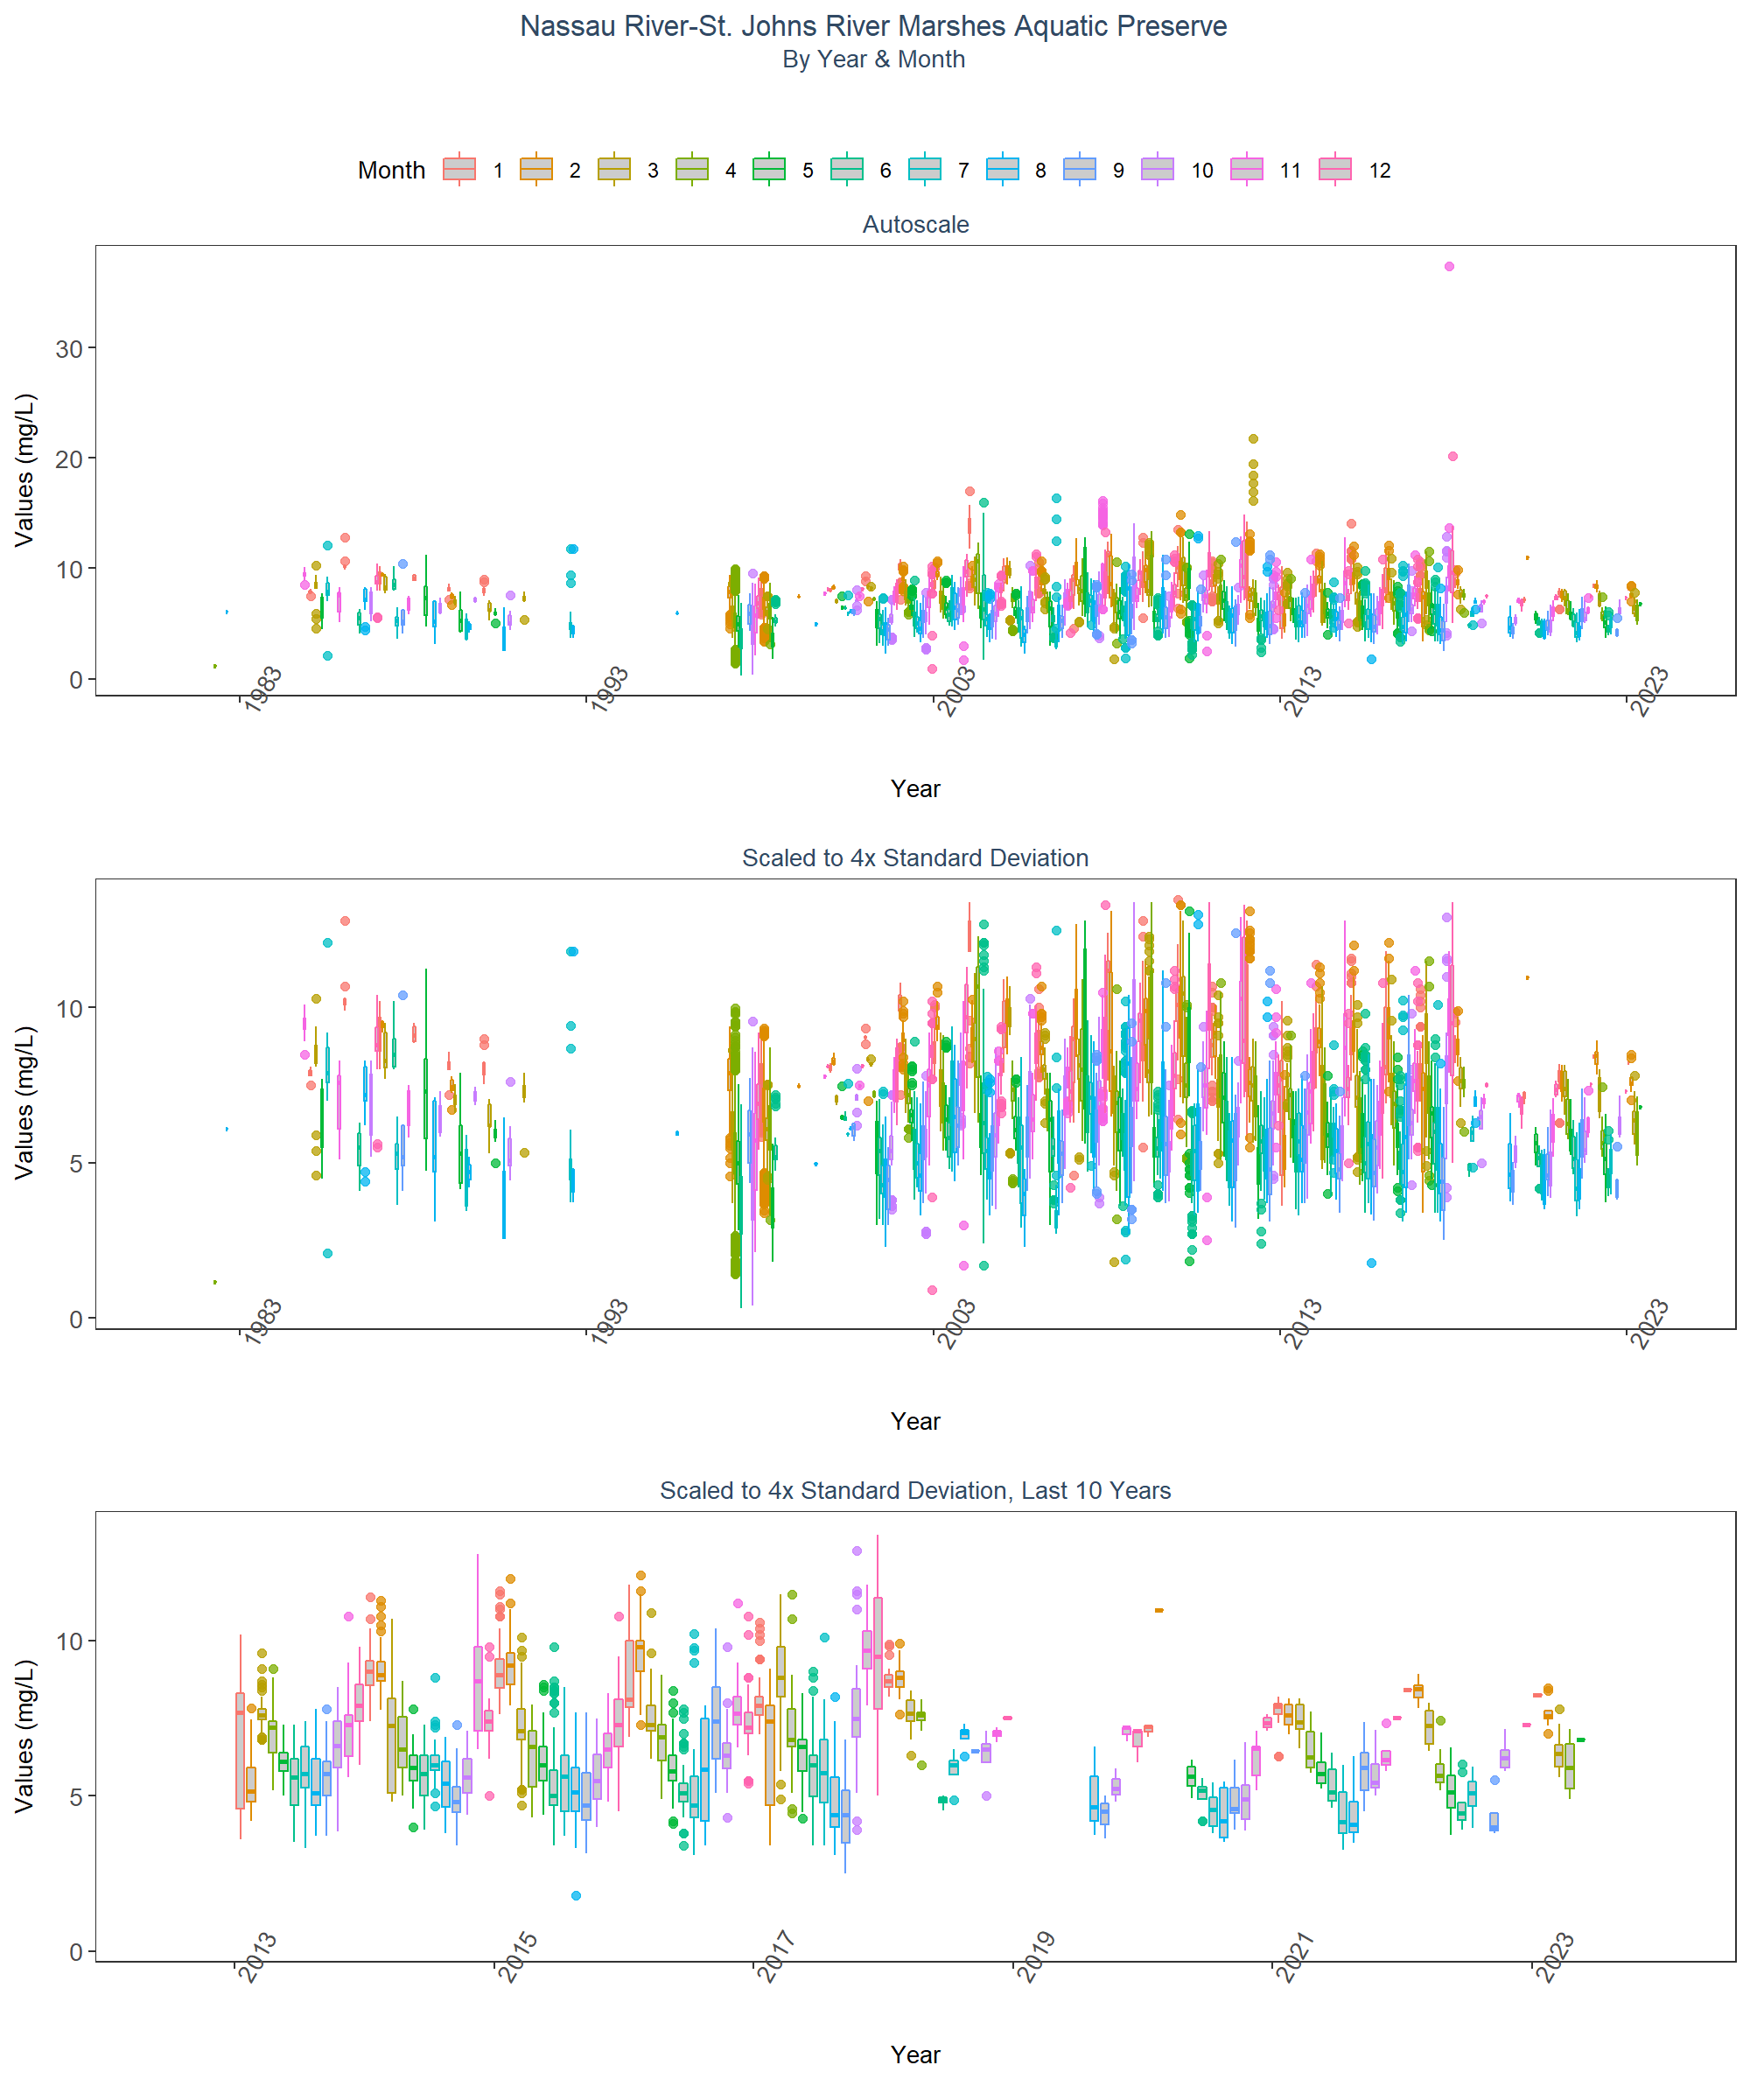 Nassau River-St. Johns River Marshes Aquatic Preserve
By Year & Month
Month 1 2 3 4 5 6 7 8 9 10 11 12
Autoscale
Values (mg/L)
30
20
10
0
1983 1993 2003 2013 2023
Year
Scaled to 4x Standard Deviation
Values (mg/L)
10
5
0
1983 1993 2003 2013 2023
Year
Scaled to 4x Standard Deviation, Last 10 Years
Values (mg/L)
10
5
0
2013 2015 2017 2019 2021 2023
Year